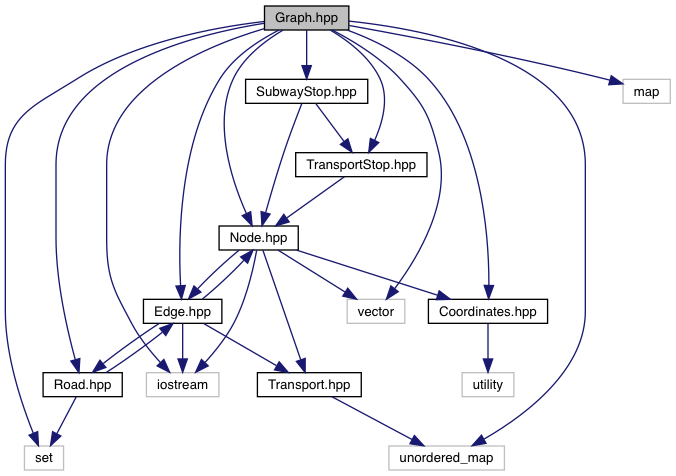 Graph.hpp
SubwayStop.hpp
map
TransportStop.hpp
Node.hpp
Edge.hpp
vector
Coordinates.hpp
Road.hpp
iostream
Transport.hpp
utility
set
unordered_map